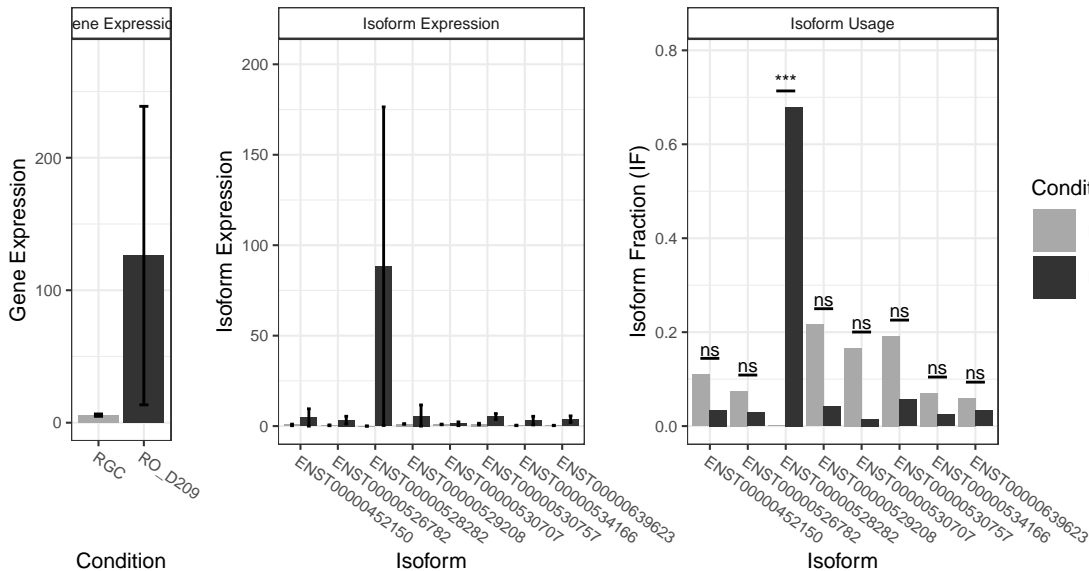 ene Expressio
Gene Expression
200
100
0
RGC
RO_D209
Condition
Isoform Expression
Isoform Expression
200
150
100
50
0
ENST00000452150
ENST00000526782
ENST00000528282
ENST00000529208
ENST00000530707
ENST00000530757
ENST00000534166
ENST00000639623
Isoform
Isoform Usage
Isoform Fraction (IF)
0.8
0.6
0.4
0.2
0.0
ns
ns
***
ns
ns
ns
ns
ns
ENST00000452150
ENST00000526782
ENST00000528282
ENST00000529208
ENST00000530707
ENST00000530757
ENST00000534166
ENST00000639623
Isoform
Condit